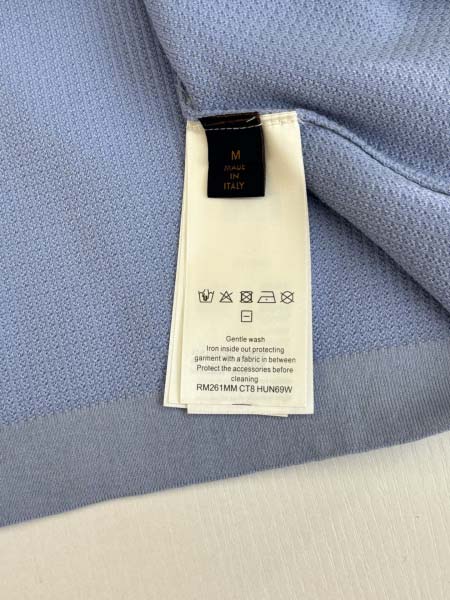 M
MADE
IN
ITALY
Gentle wash
Iron inside out protecting
garment with a fabric in between
Protect the accessories before
cleaning
RM261MM CT8 HUN69W